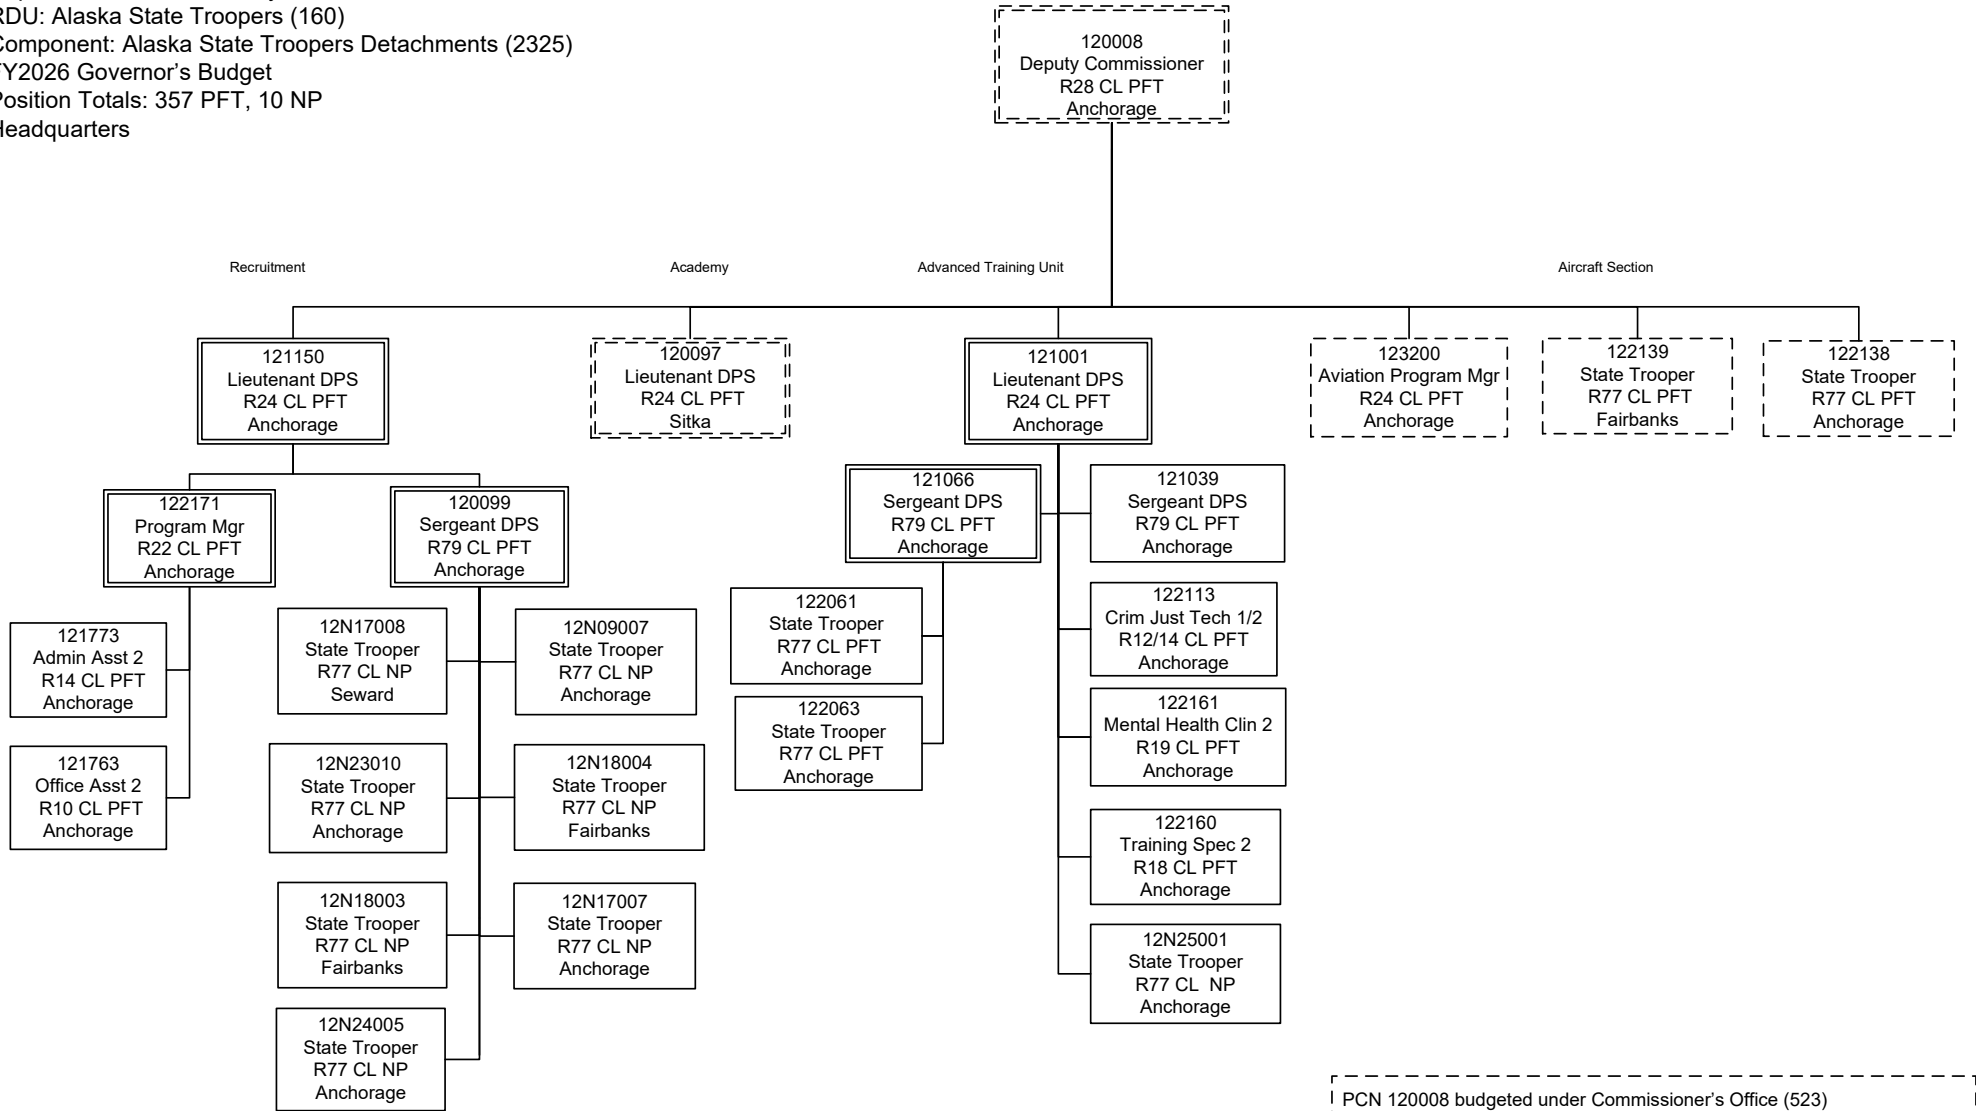 RDU: Alaska State Troopers (160)
Component: Alaska State Troopers Detachments (2325)
FY2026 Governor’s Budget
Position Totals: 357 PFT, 10 NP
Headquarters
120008
Deputy Commissioner
R28 CL PFT
Anchorage
Recruitment
Academy
Advanced Training Unit
Aircraft Section
121150
Lieutenant DPS
R24 CL PFT
Anchorage
120097
Lieutenant DPS
R24 CL PFT
Sitka
121001
Lieutenant DPS
R24 CL PFT
Anchorage
123200
Aviation Program Mgr
R24 CL PFT
Anchorage
122139
State Trooper
R77 CL PFT
Fairbanks
122138
State Trooper
R77 CL PFT
Anchorage
122171
Program Mgr
R22 CL PFT
Anchorage
120099
Sergeant DPS
R79 CL PFT
Anchorage
121066
Sergeant DPS
R79 CL PFT
Anchorage
121039
Sergeant DPS
R79 CL PFT
Anchorage
121773
Admin Asst 2
R14 CL PFT
Anchorage
121763
Office Asst 2
R10 CL PFT
Anchorage
12N17008
State Trooper
R77 CL NP
Seward
12N09007
State Trooper
R77 CL NP
Anchorage
12N23010
State Trooper
R77 CL NP
Anchorage
12N18004
State Trooper
R77 CL NP
Fairbanks
12N18003
State Trooper
R77 CL NP
Fairbanks
12N17007
State Trooper
R77 CL NP
Anchorage
12N24005
State Trooper
R77 CL NP
Anchorage
122061
State Trooper
R77 CL PFT
Anchorage
122063
State Trooper
R77 CL PFT
Anchorage
122113
Crim Just Tech 1/2
R12/14 CL PFT
Anchorage
122161
Mental Health Clin 2
R19 CL PFT
Anchorage
122160
Training Spec 2
R18 CL PFT
Anchorage
12N25001
State Trooper
R77 CL  NP
Anchorage
PCN 120008 budgeted under Commissioner’s Office (523)